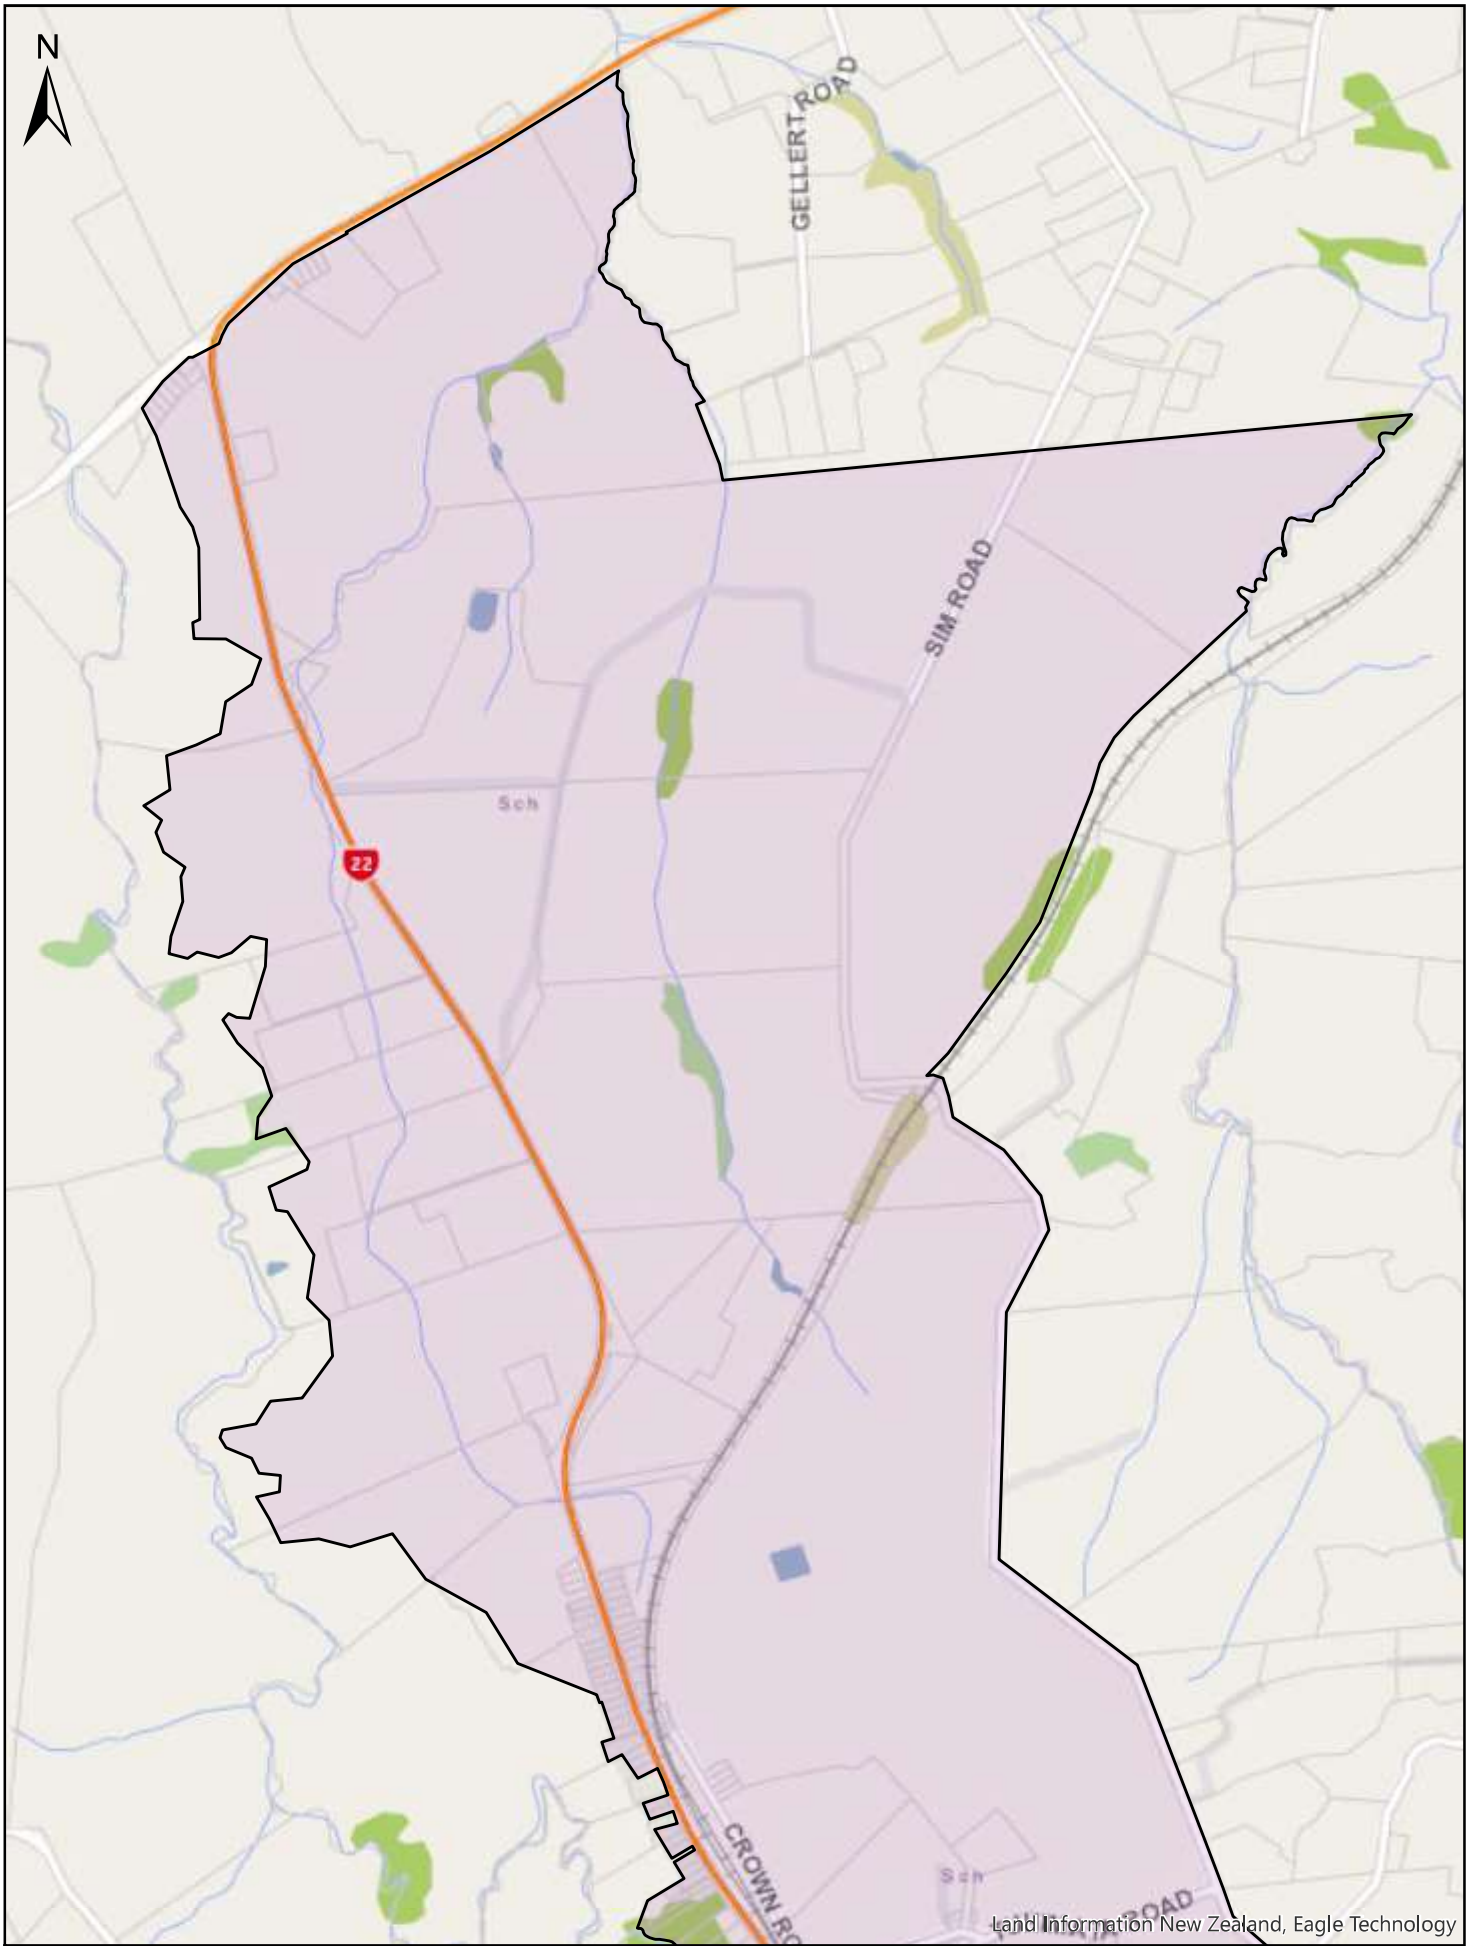 N
GELLERT ROAD
SIM ROAD
Sch
22
CROWN RO
Sch
ROAD
Land Information New Zealand, Eagle Technology